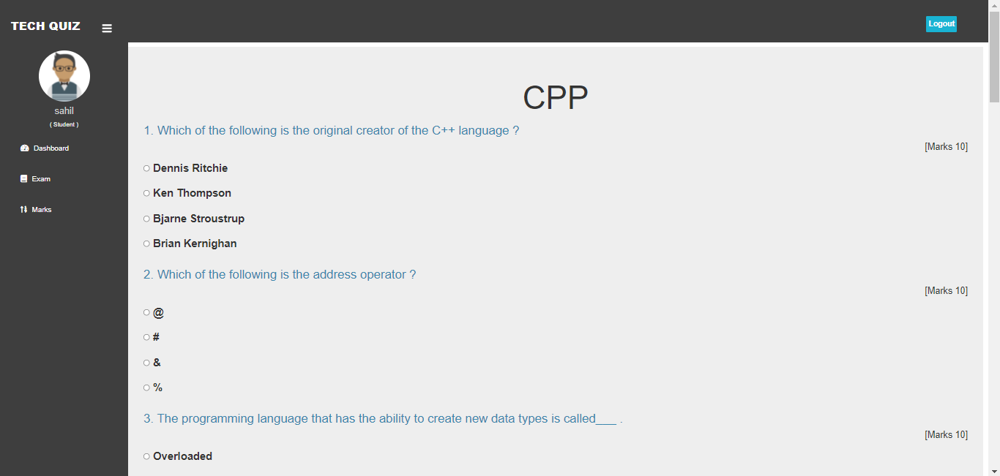 TECH QUIZ
Logout
sahil
( Student )
Dashboard
Exam
Marks
CPP
1. Which of the following is the original creator of the C++ language ?
[Marks 10]
Dennis Ritchie
Ken Thompson
Bjarne Stroustrup
Brian Kernighan
2. Which of the following is the address operator ?
[Marks 10]
@
#
&
%
3. The programming language that has the ability to create new data types is called___ .
[Marks 10]
Overloaded